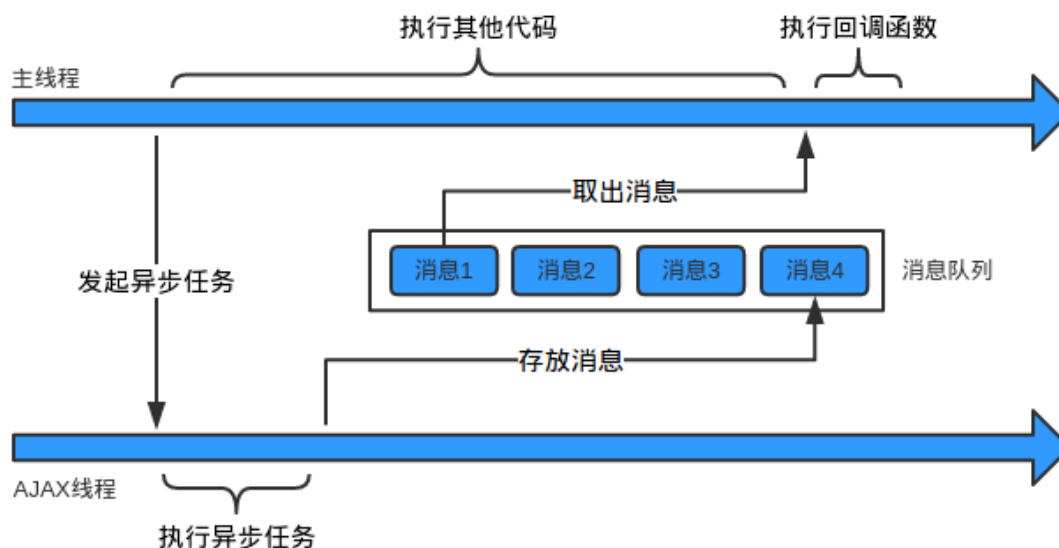 执行其他代码
执行回调函数
主线程
取出消息
消息1
消息2
消息3
消息4
消息队列
发起异步任务
存放消息
AJAX线程
执行异步任务